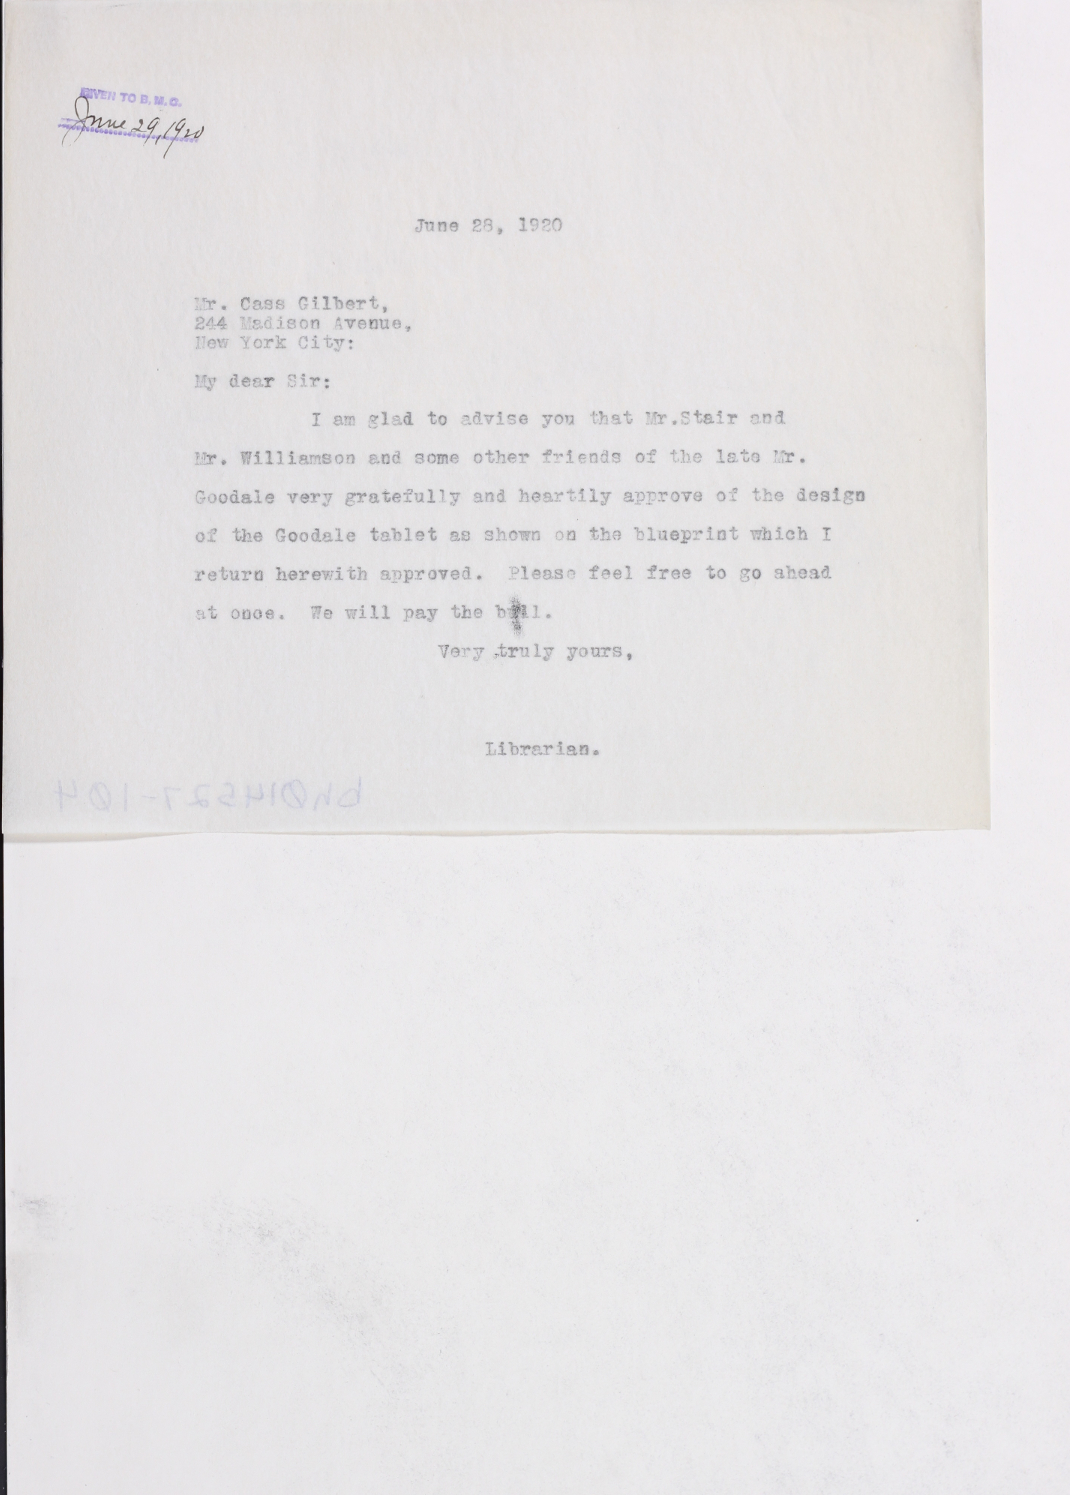 GIVEN TO B.M.C.
June 29, 1920
June 28, 1920
Mr. Cass Gilbert,
244 Madison Avenue,
New York City:
My dear Sir:
I am glad to advise you that Mr.Stair and
Mr. Williamson and some other friends of the late Mr.
Goodale very gratefully and heartily approve of the design
of the Goodale tablet as shown on the blueprint which I
return herewith approved. Please feel free to go ahead
at once. We will pay the bill.
Very truly yours,
Librarian.
bh014527-104